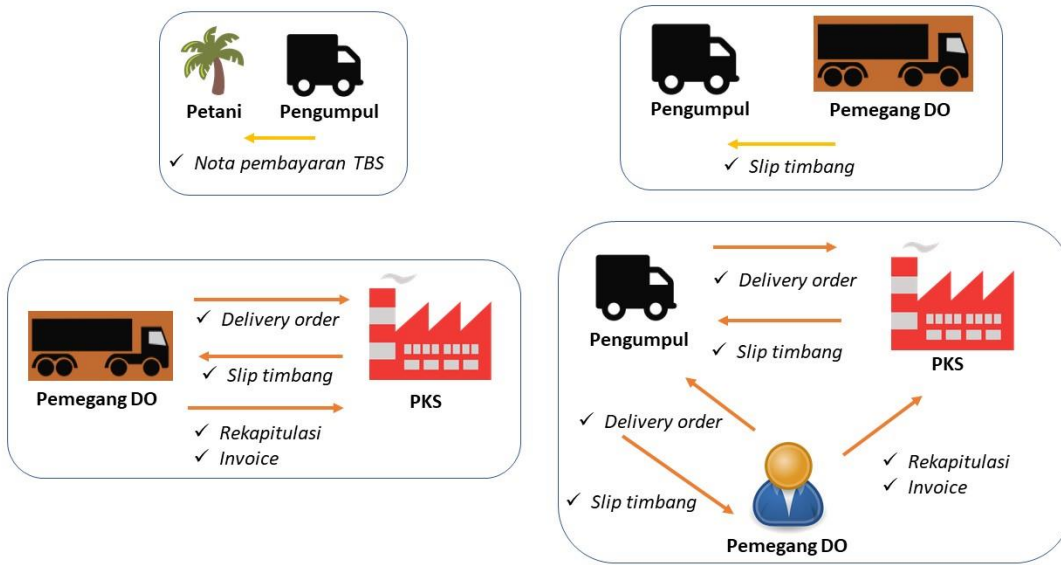 Petani
Pengumpul
✓ Nota pembayaran TBS
Pengumpul
Pemegang DO
✓ Slip timbang
Pemegang DO
✓ Delivery order
✓ Slip timbang
✓ Rekapitulasi
✓ Invoice
PKS
Pengumpul
✓ Delivery order
✓ Slip timbang
PKS
✓ Delivery order
✓ Slip timbang
✓ Rekapitulasi
✓ Invoice
Pemegang DO